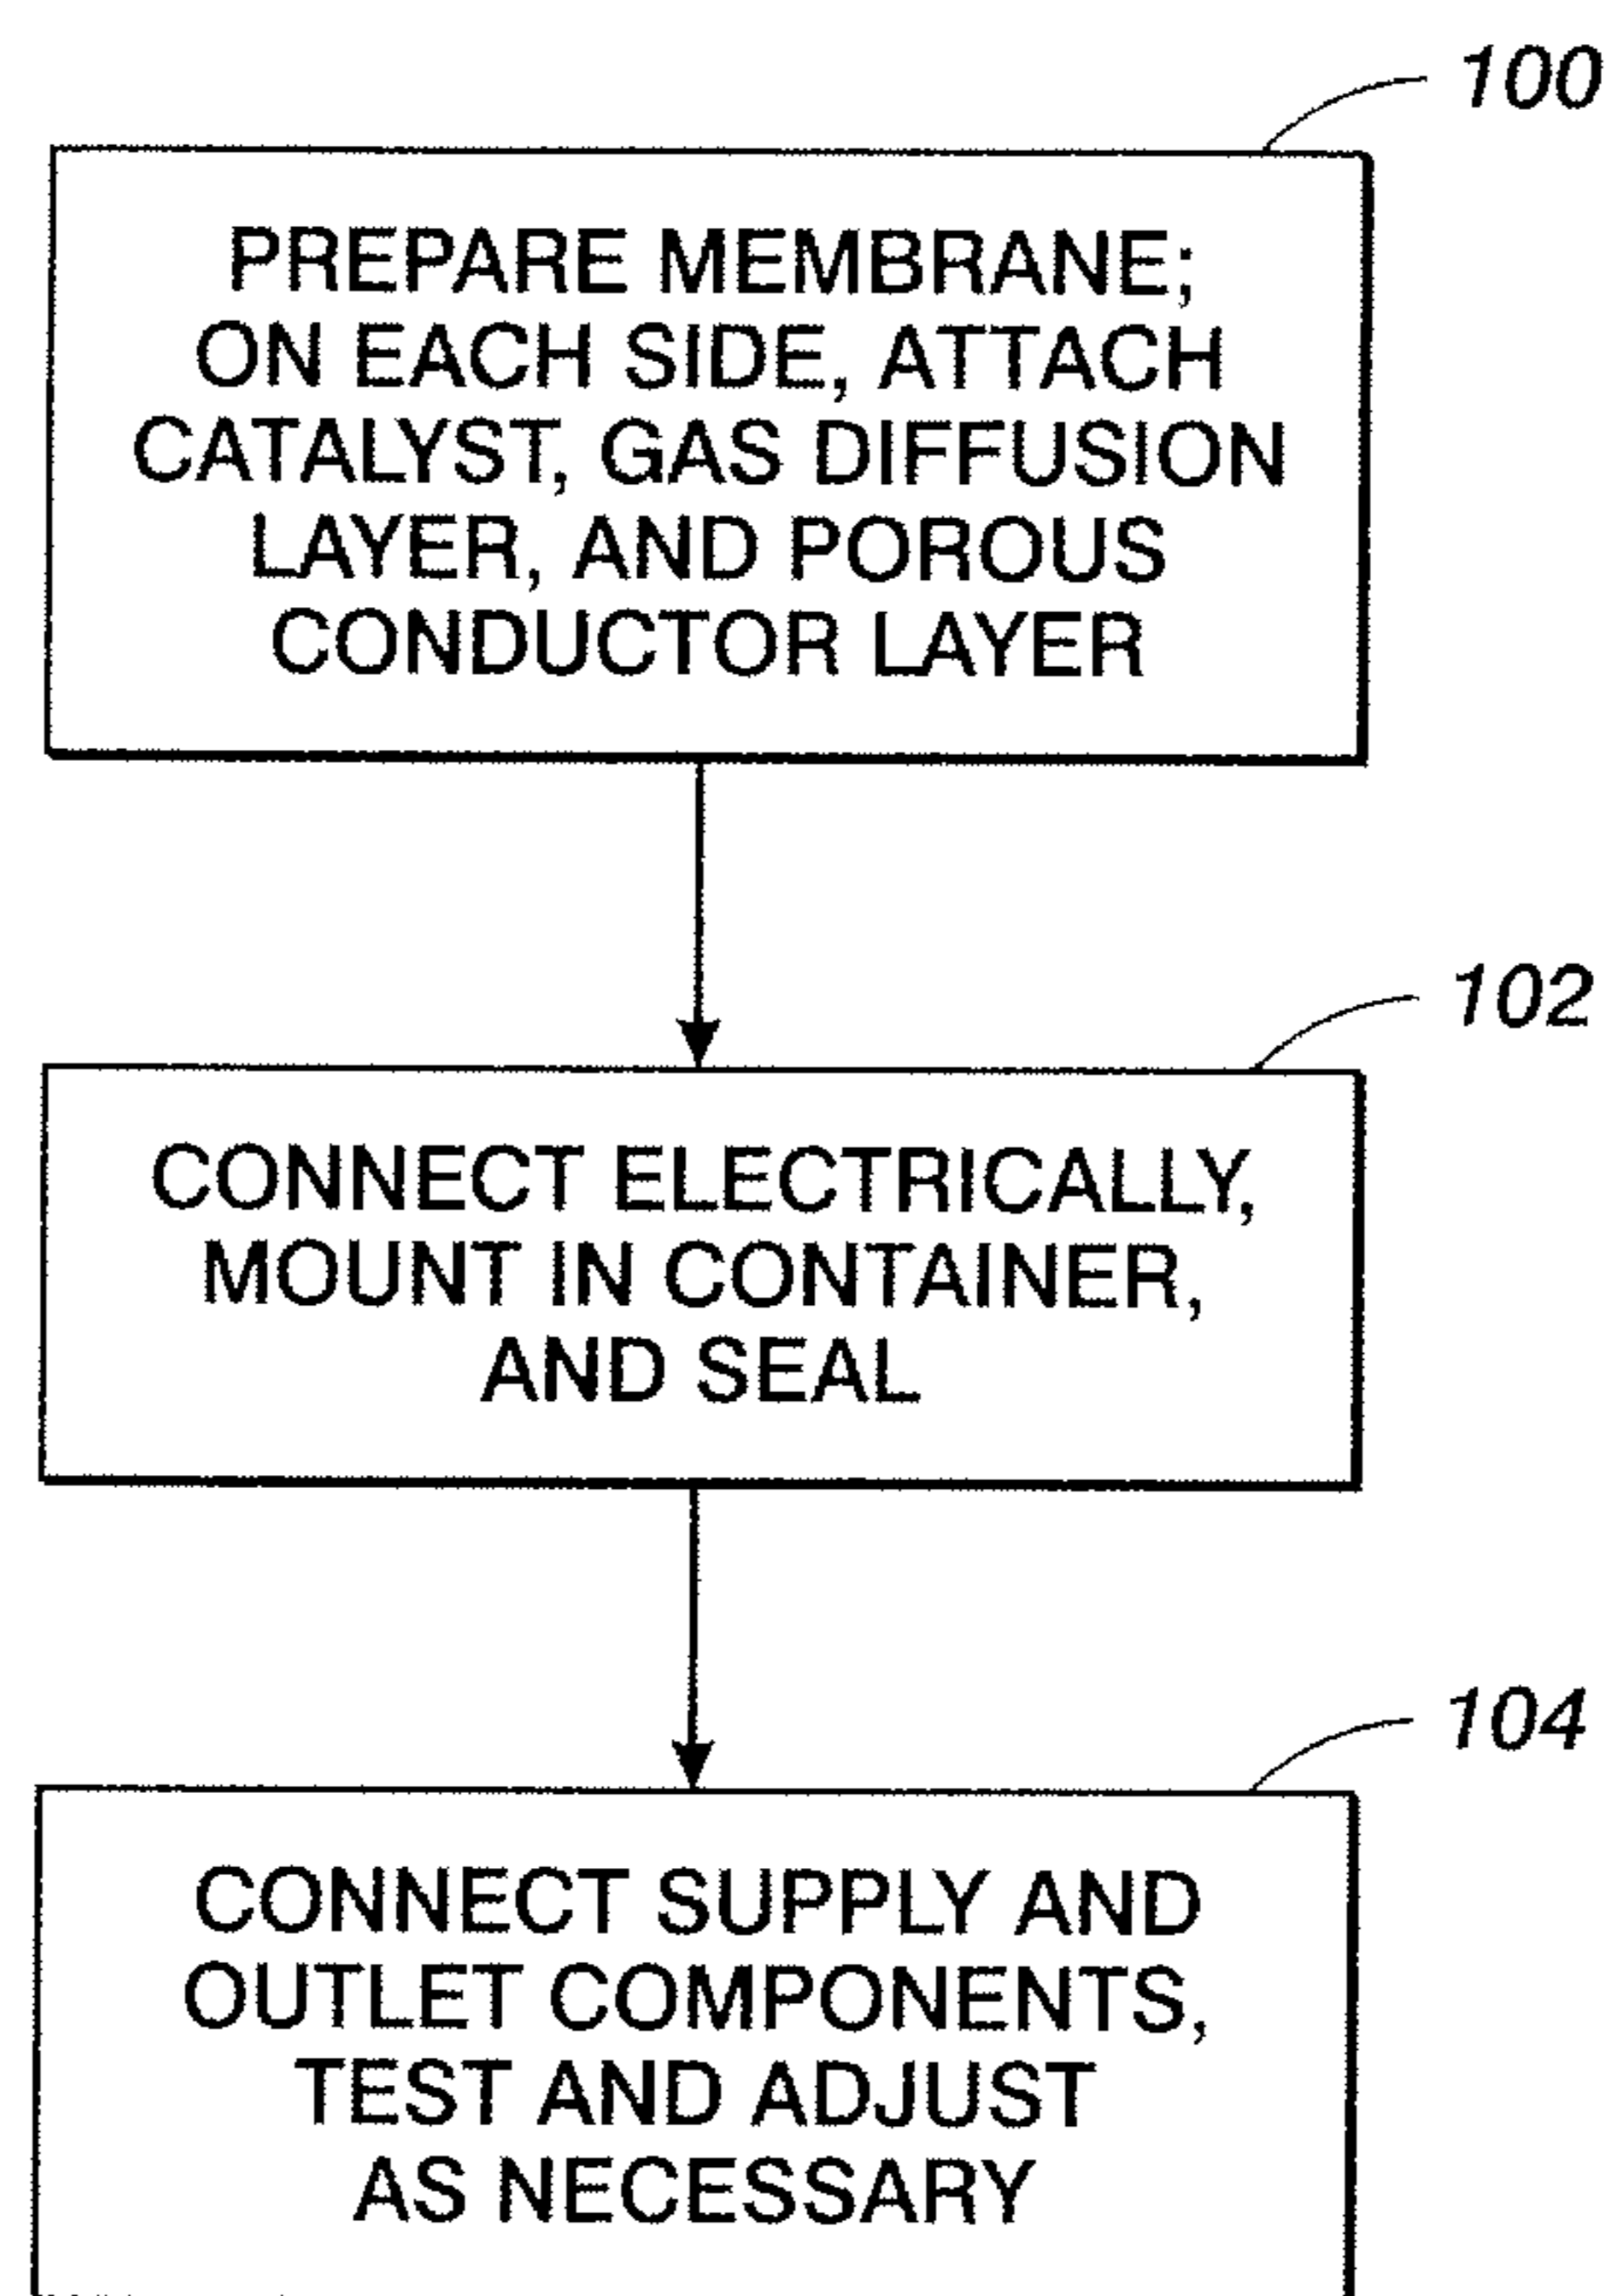 100
PREPARE MEMBRANE;
ON EACH SIDE, ATTACH
CATALYST, GAS DIFFUSION
LAYER, AND POROUS
CONDUCTOR LAYER
102
CONNECT ELECTRICALLY,
MOUNT IN CONTAINER,
AND SEAL
104
CONNECT SUPPLY AND
OUTLET COMPONENTS,
TEST AND ADJUST
AS NECESSARY